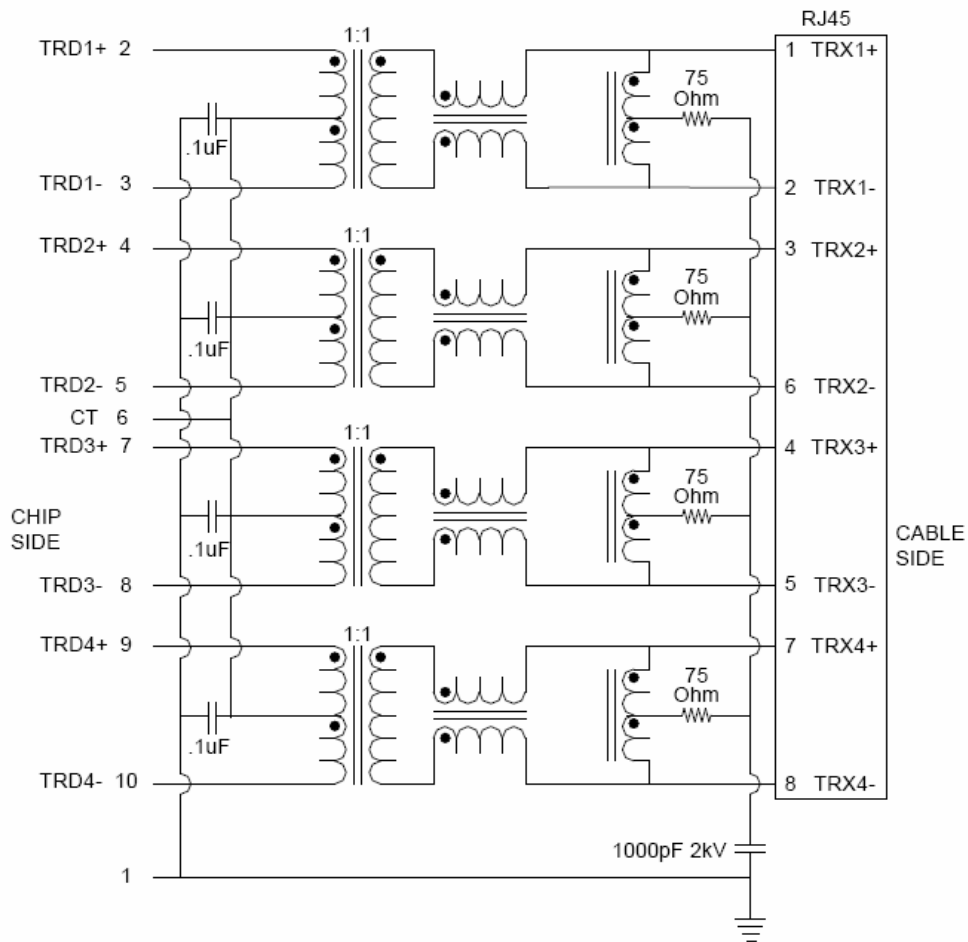 RJ45
TRD1+ 2
1:1
1 TRX1+
75
Ohm
.1uF
TRD1- 3
2 TRX1-
TRD2+ 4
1:1
3 TRX2+
75
Ohm
.1uF
TRD2- 5
6 TRX2-
CT 6
TRD3+ 7
1:1
4 TRX3+
75
Ohm
CHIP
SIDE
.1uF
CABLE
SIDE
TRD3- 8
5 TRX3-
TRD4+ 9
1:1
7 TRX4+
75
Ohm
.1uF
TRD4- 10
8 TRX4-
1000pF 2kV
1